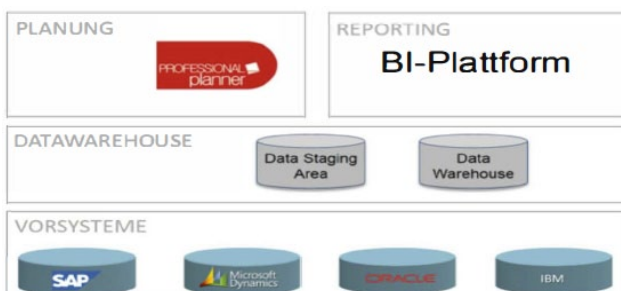 PLANUNG
PROFESSIONAL
planner
REPORTING
BI-Plattform
DATAWAREHOUSE
Data Staging
Area
Data
Warehouse
VORSYSTEME
SAP
Microsoft
Dynamics
ORACLE
IBM